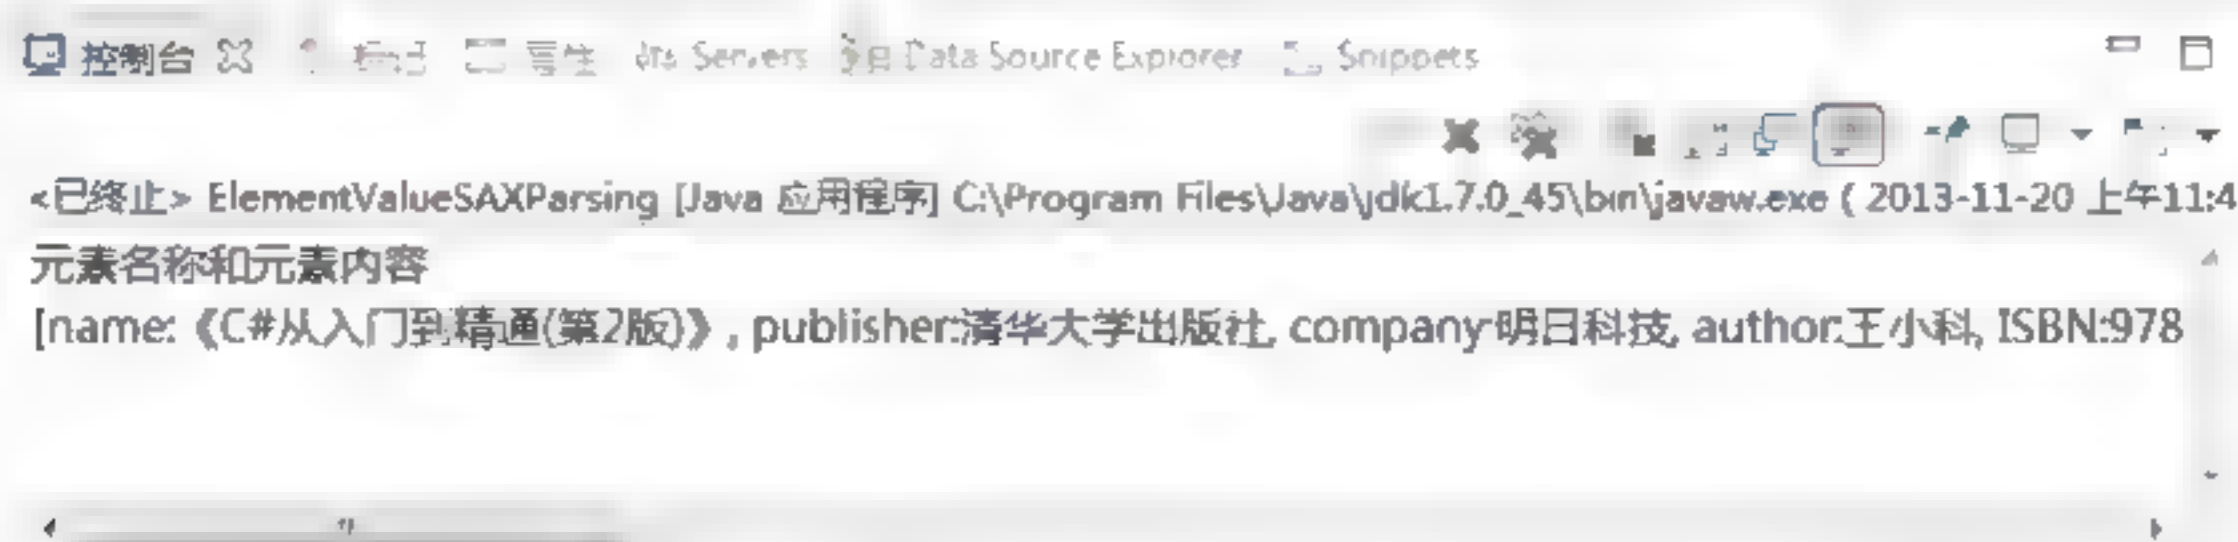 控制台 Servers Data Source Explorer Snippets
<已终止> ElementValueSAXParsing [Java 应用程序] C:\Program Files\Java\jdk1.7.0_45\bin\javaw.exe ( 2013-11-20 上午11:4
元素名称和元素内容
[name:《C#从入门到精通(第2版)》, publisher:清华大学出版社, company:明日科技, author:王小科, ISBN:978